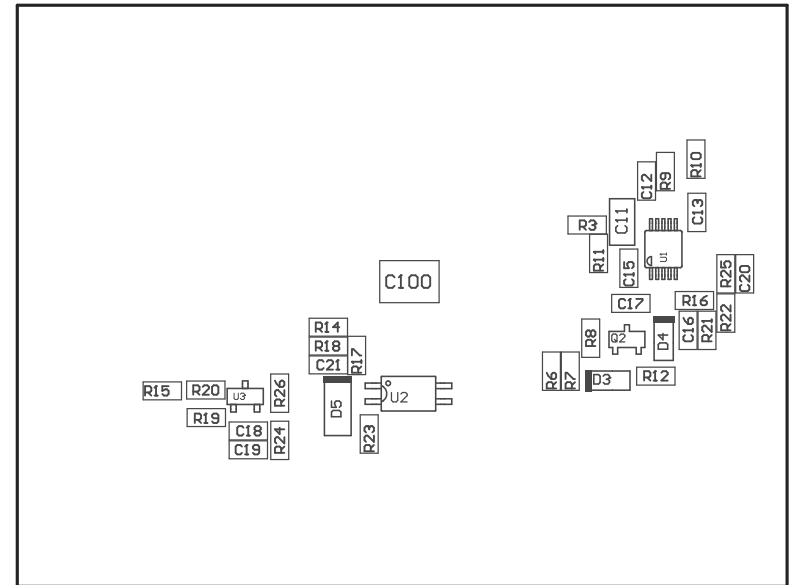 R10
C12
R9
C11
C13
R3
U1
R11
C15
R25
C20
C100
C17
R16
R22
R14
R18
C21
R17
R8
Q2
D4
C16
R21
R15
R20
U3
R26
D5
U2
R6
R7
D3
R12
R19
C18
C19
R24
R23